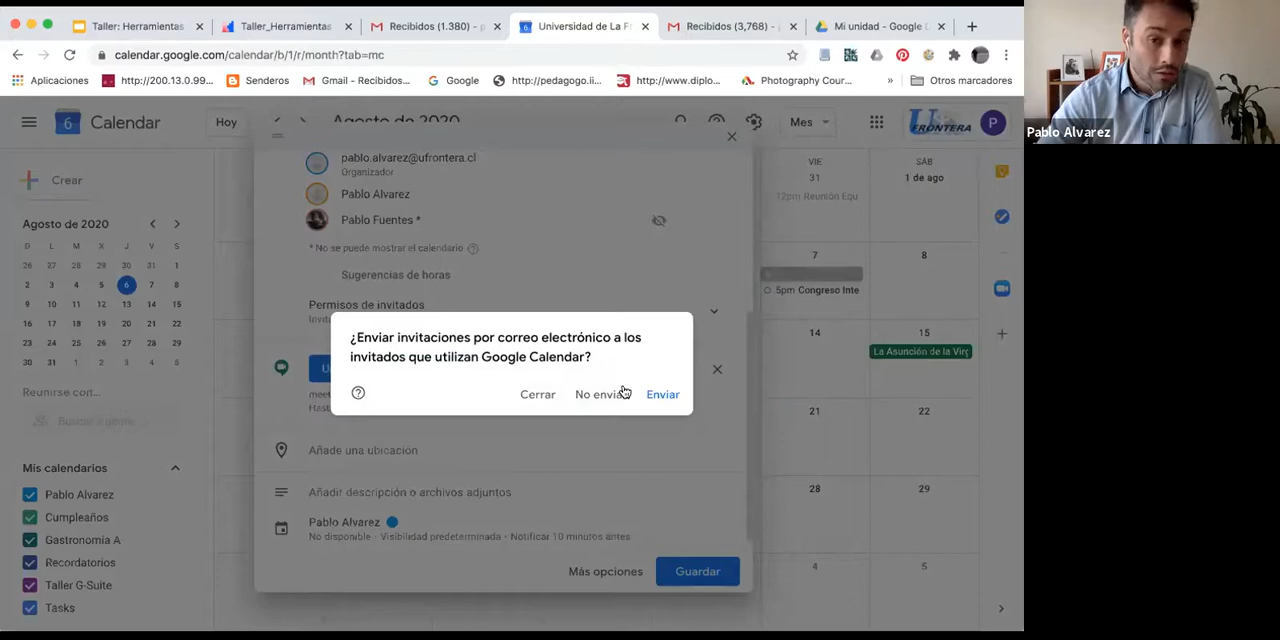 Taller: Herramientas
Taller_Herramientas
Recibidos (1.380) - p
Universidad de La Fr
Recibidos (3,768) -
Mi unidad - Google D
calendar.google.com/calendar/b/1/r/month?tab=mc
Aplicaciones
http://200.13.0.99...
Senderos
Gmail - Recibidos...
Google
http://pedagogo.ii...
http://www.diplo...
Photography Cour...
»
Otros marcadores
6
Calendar
Hoy
Agosto de 2020
Mes
FRONTERA
P
Pablo Alvarez
Crear
Agosto de 2020
D L M X J V S
26 27 28 29 30 31 1
2 3 4 5 6 7 8
9 10 11 12 13 14 15
16 17 18 19 20 21 22
23 24 25 26 27 28 29
30 31 1 2 3 4 5
Reunirse con...
Mis calendarios
Pablo Alvarez
Cumpleaños
Gastronomía A
Recordatorios
Taller G-Suite
Tasks
pablo.alvarez@ufrontera.cl
Organizador
Pablo Alvarez
Pablo Fuentes *
* No se puede mostrar el calendario
Sugerencias de horas
Permisos de invitados
¿Enviar invitaciones por correo electrónico a los
invitados que utilizan Google Calendar?
Cerrar
No enviar
Enviar
Añade una ubicación
Añadir descripción o archivos adjuntos
Pablo Alvarez
No disponible · Visibilidad predeterminada · Notificar 10 minutos antes
Más opciones
Guardar
VIE
31
12pm Reunión Equ
SÁB
1 de ago
7
5pm Congreso Inte
8
14
15
La Asunción de la Virg
21
22
28
29
4
5